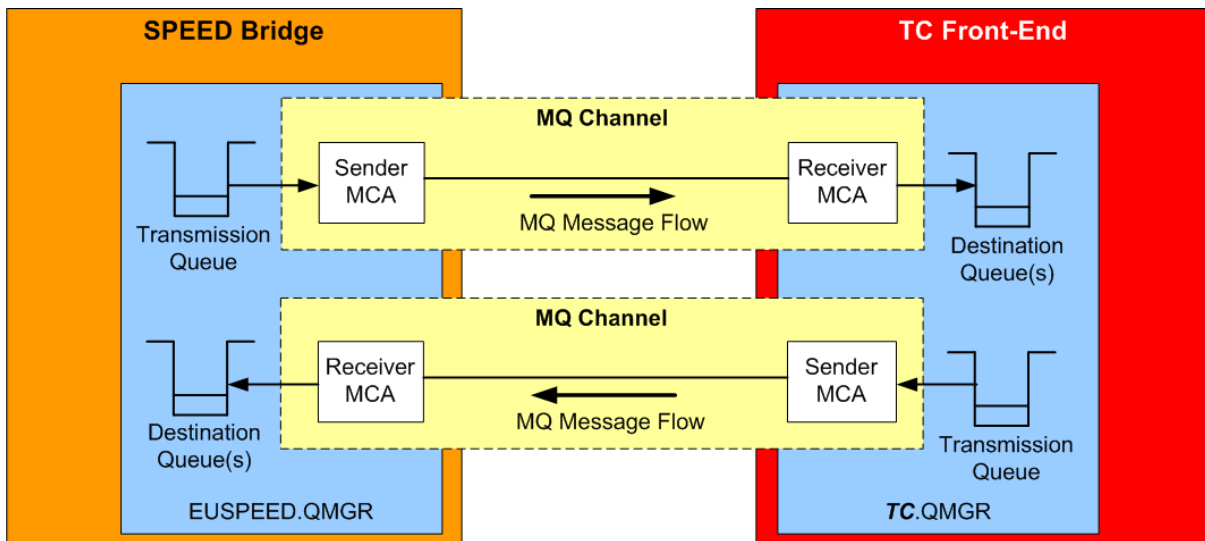 SPEED Bridge
TC Front-End
MQ Channel
Sender
MCA
Receiver
MCA
MQ Message Flow
Transmission
Queue
Destination
Queue(s)
MQ Channel
Receiver
MCA
Sender
MCA
MQ Message Flow
Destination
Queue(s)
Transmission
Queue
EUSPEED.QMGR
TC.QMGR